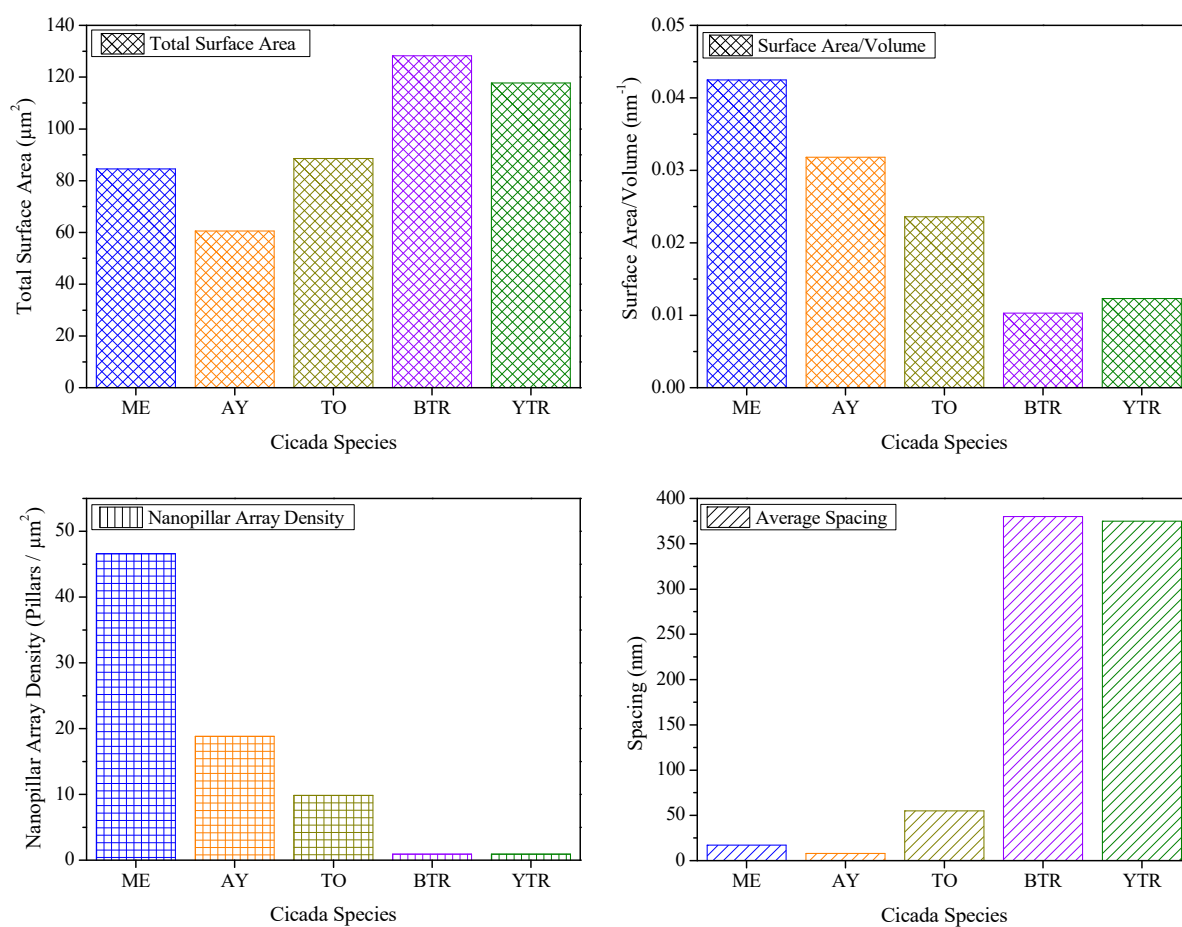 Total Surface Area (μm²)
140
120
100
80
60
40
20
0
Total Surface Area
ME AY TO BTR YTR
Cicada Species
Surface Area/Volume (nm⁻¹)
0.05
0.04
0.03
0.02
0.01
0.00
Surface Area/Volume
ME AY TO BTR YTR
Cicada Species
Nanopillar Array Density (Pillars / μm²)
50
40
30
20
10
0
Nanopillar Array Density
ME AY TO BTR YTR
Cicada Species
Spacing (nm)
400
350
300
250
200
150
100
50
0
Average Spacing
ME AY TO BTR YTR
Cicada Species